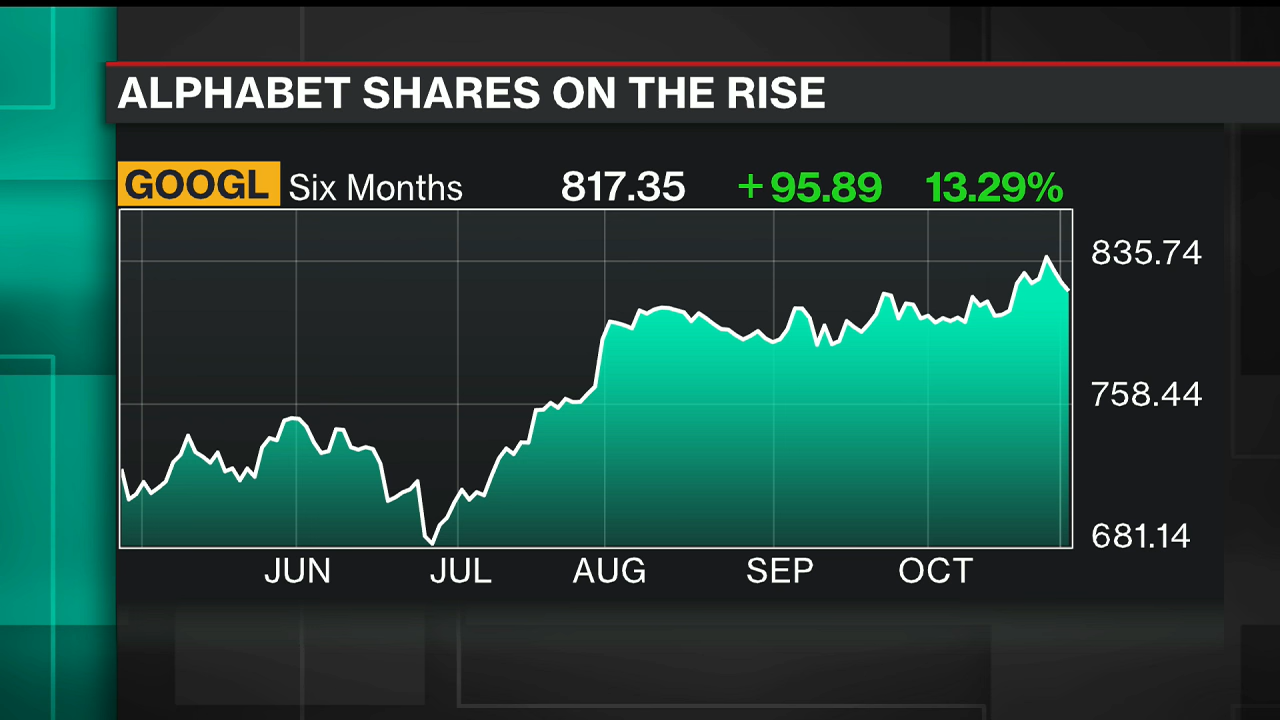 ALPHABET SHARES ON THE RISE
GOOGL Six Months 817.35 +95.89 13.29%
835.74
758.44
681.14
JUN JUL AUG SEP OCT